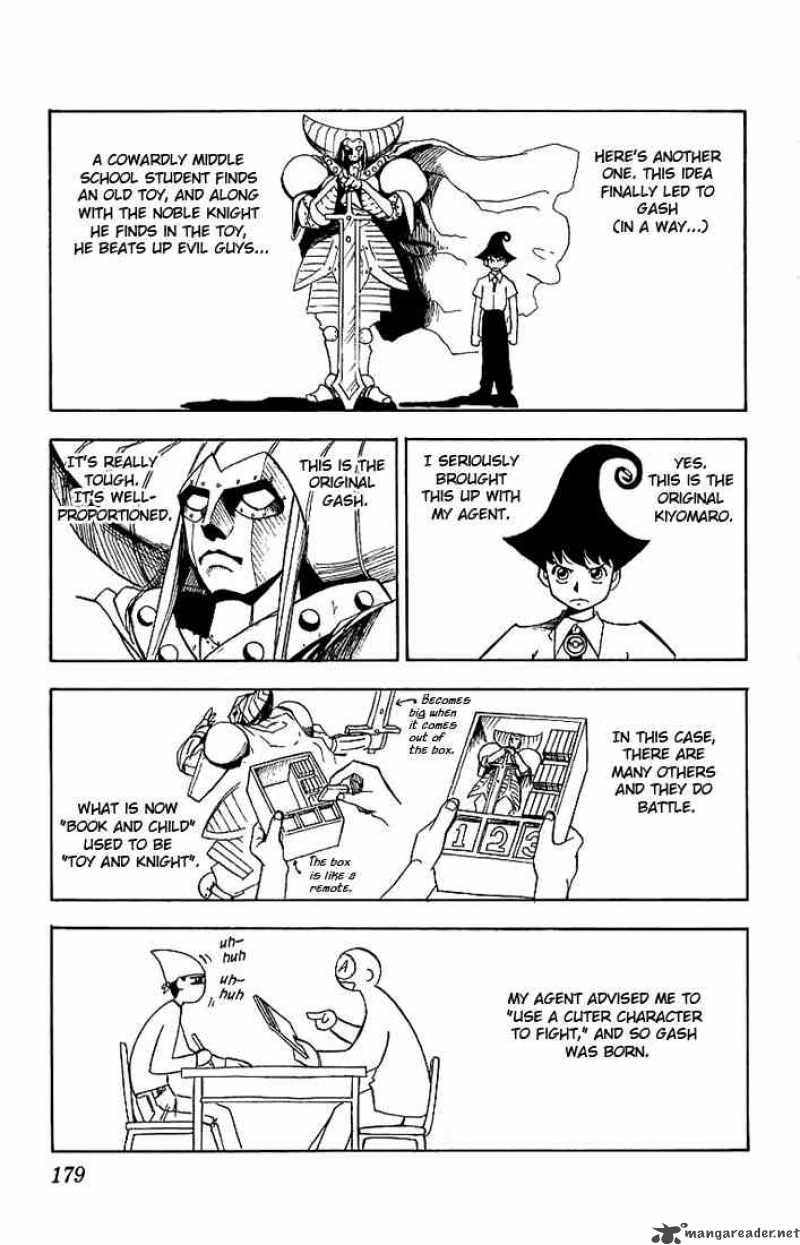 HERE'S ANOTHER
ONE. THIS IDEA
FINALLY LED TO
GASH
(IN A WAY...)
A COWARDLY MIDDLE
SCHOOL STUDENT FINDS
AN OLD TOY, AND ALONG
WITH THE NOBLE KNIGHT
HE FINDS IN THE TOY,
HE BEATS UP EVIL GUYS...
YES.
THIS IS THE
ORIGINAL
KIYOMARO.
I SERIOUSLY
BROUGHT
THIS UP WITH
MY AGENT.
THIS IS THE
ORIGINAL
GASH.
IT'S REALLY
TOUGH.
IT'S WELL-
PROPORTIONED.
IN THIS CASE,
THERE ARE
MANY OTHERS
AND THEY DO
BATTLE.
1 2 3
Becomes
big when
it comes
out of
the box.
The box
is like a
remote.
WHAT IS NOW
"BOOK AND CHILD"
USED TO BE
"TOY AND KNIGHT".
A
uh-
huh
uh-
huh
MY AGENT ADVISED ME TO
"USE A CUTER CHARACTER
TO FIGHT," AND SO GASH
WAS BORN.
179
mangareader.net